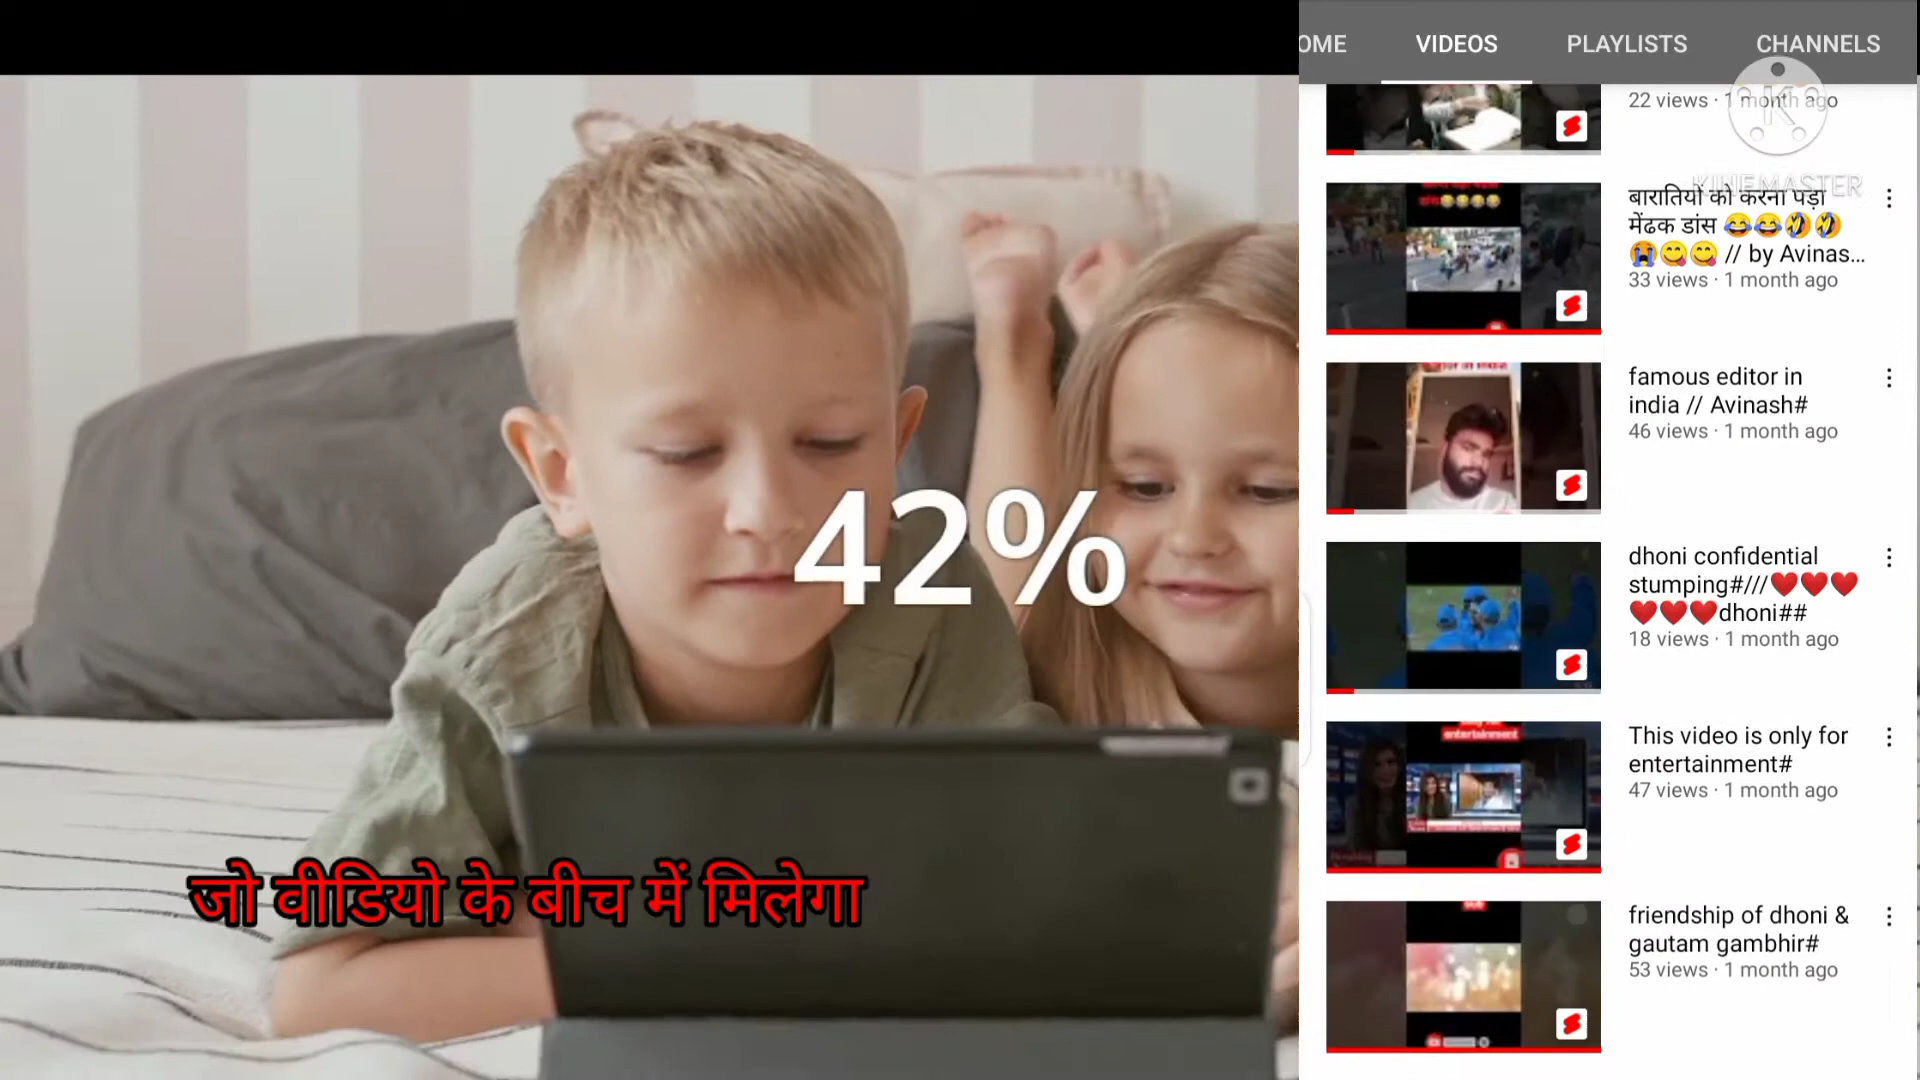 OME VIDEOS PLAYLISTS CHANNELS
22 views · 1 month ago
K
KINEMASTER
बारातियों को करना पड़ा
मेंढक डांस 😂😂🤣🤣
😭😋😋 // by Avinas...
33 views · 1 month ago
famous editor in
india // Avinash#
46 views · 1 month ago
42%
dhoni confidential
stumping#///❤️❤️❤️
❤️❤️❤️dhoni##
18 views · 1 month ago
entertainment
This video is only for
entertainment#
47 views · 1 month ago
जो वीडियो के बीच में मिलेगा
friendship of dhoni &
gautam gambhir#
53 views · 1 month ago